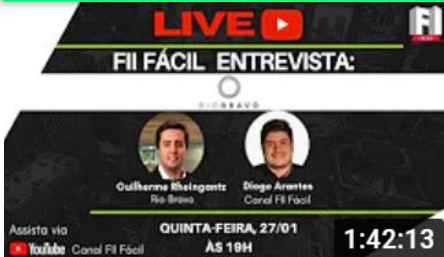 LIVE
FII FÁCIL ENTREVISTA:
RIO BRAVO
Guilherme Rheingantz
Rio Bravo
Diogo Arantes
Canal FII Fácil
Assista via
YouTube Canal FII Fácil
QUINTA-FEIRA, 27/01
ÀS 19H
1:42:13